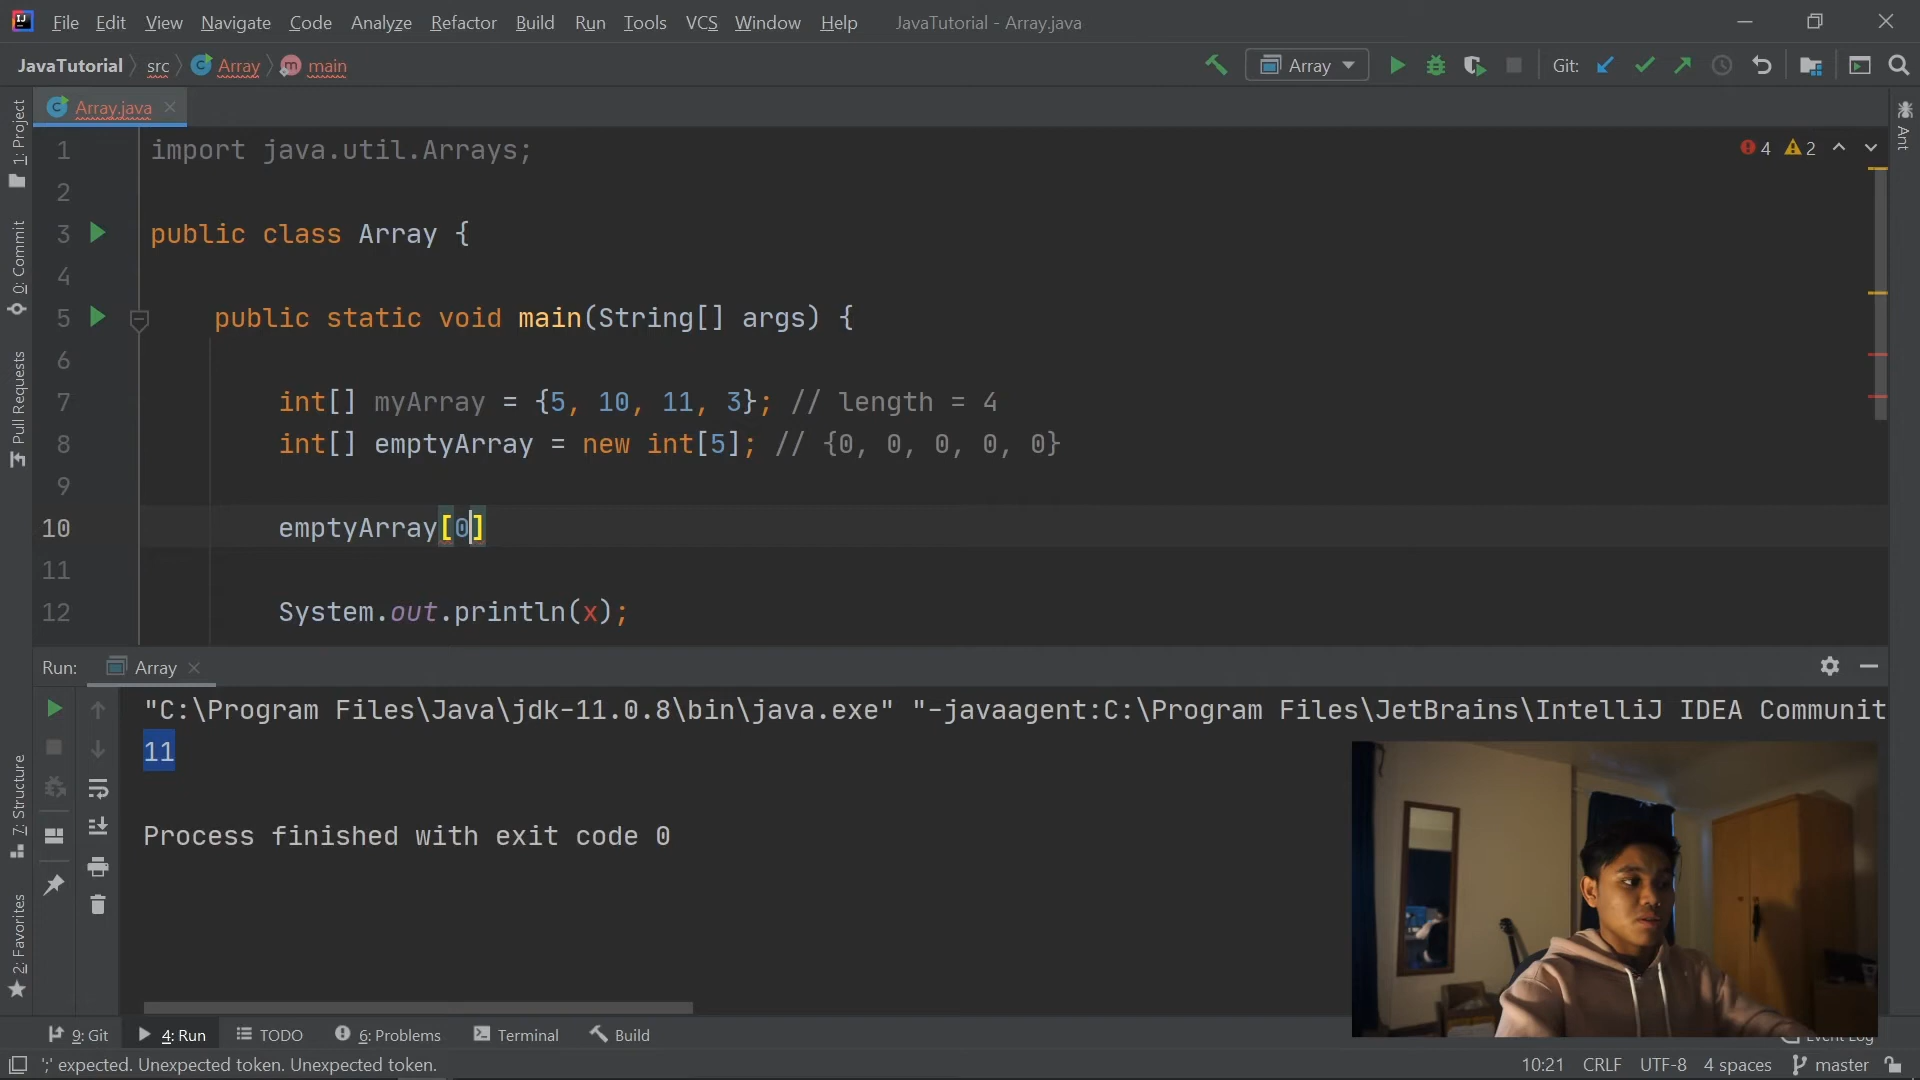 File Edit View Navigate Code Analyze Refactor Build Run Tools VCS Window Help JavaTutorial - Array.java
JavaTutorial src Array main Array Git:
Array.java
1: Project
0: Commit
Pull Requests
7: Structure
2: Favorites
Ant
4 2
1 import java.util.Arrays;
2
3 public class Array {
4
5 public static void main(String[] args) {
6
7 int[] myArray = {5, 10, 11, 3}; // length = 4
8 int[] emptyArray = new int[5]; // {0, 0, 0, 0, 0}
9
10 emptyArray[0]
11
12 System.out.println(x);
Run: Array
"C:\Program Files\Java\jdk-11.0.8\bin\java.exe" "-javaagent:C:\Program Files\JetBrains\IntelliJ IDEA Communit
11
Process finished with exit code 0
9: Git 4: Run TODO 6: Problems Terminal Build Event Log
';' expected. Unexpected token. Unexpected token. 10:21 CRLF UTF-8 4 spaces master